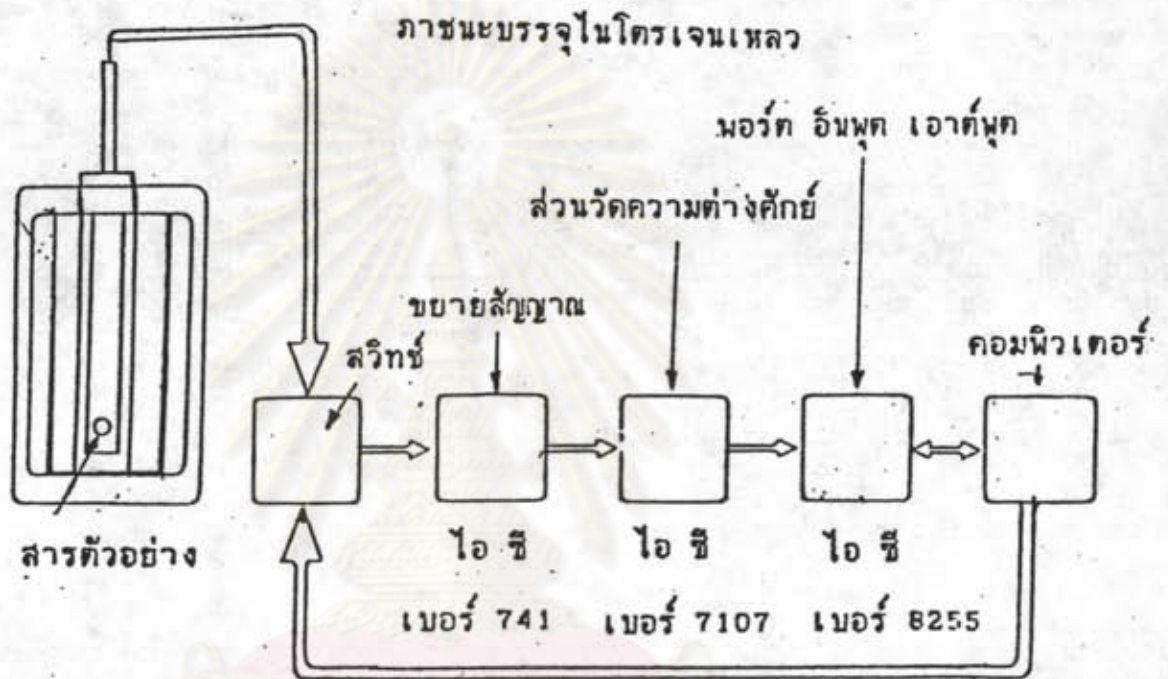 ภาชนะบรรจุไนโตรเจนเหลว
พอร์ต อินพุต เอาต์พุต
ส่วนวัดความต่างศักย์
ขยายสัญญาณ
สวิทช์
คอมพิวเตอร์
สารตัวอย่าง
ไอ ซี ไอ ซี ไอ ซี
เบอร์ 741 เบอร์ 7107 เบอร์ 8255